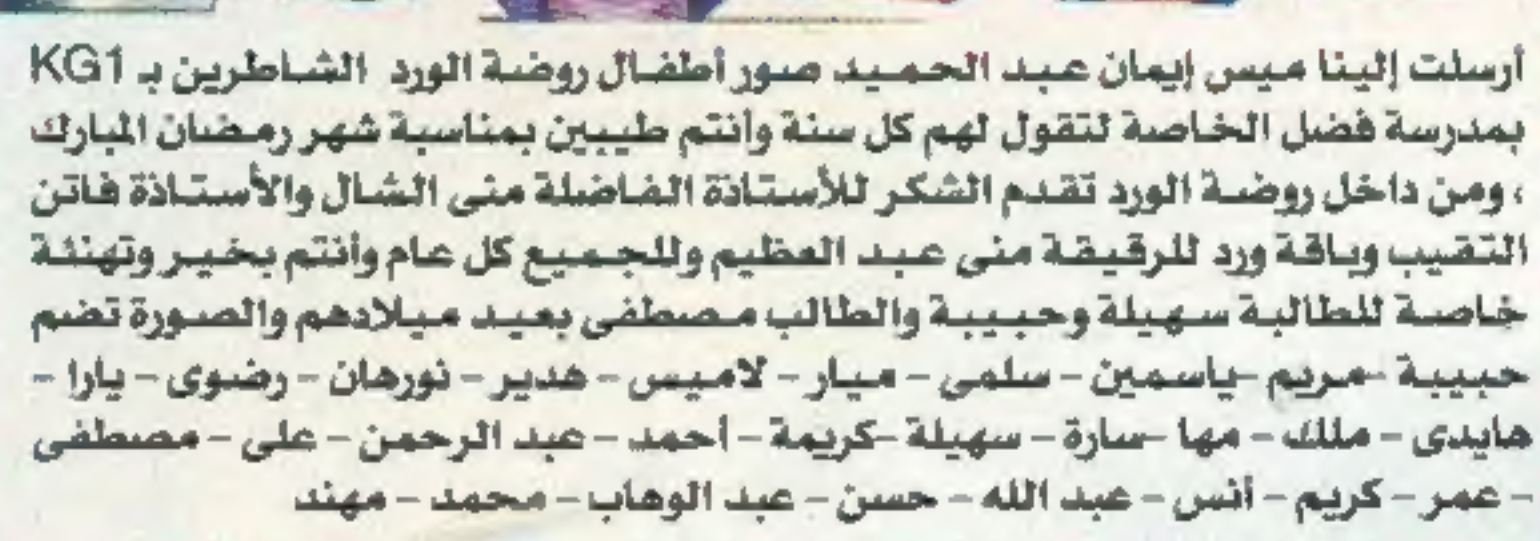 أرسلت إلينا ميس إيمان عبد الحميد صور أطفال روضة الورد الشاطرين بـ KG1
بمدرسة فضل الخاصة لتقول لهم كل سنة وأنتم طيبين بمناسبة شهر رمضان المبارك
، ومن داخل روضة الورد تقدم الشكر للأستاذة الفاضلة منى الشال والأستاذة فاتن
النقيب وباقة ورد للرقيقة منى عبد العظيم وللجميع كل عام وأنتم بخير وتهنئة
خاصة للطالبة سهيلة وحبيبة والطالب مصطفى بعيد ميلادهم والصورة تضم
حبيبة -مريم -ياسمين - سلمى - ميار - لاميس - هدير - نورهان - رضوى - يارا -
هايدى - ملك - مها -سارة - سهيلة -كريمة - أحمد - عبد الرحمن - على - مصطفى
- عمر - كريم - أنس - عبد الله - حسن - عبد الوهاب - محمد - مهند